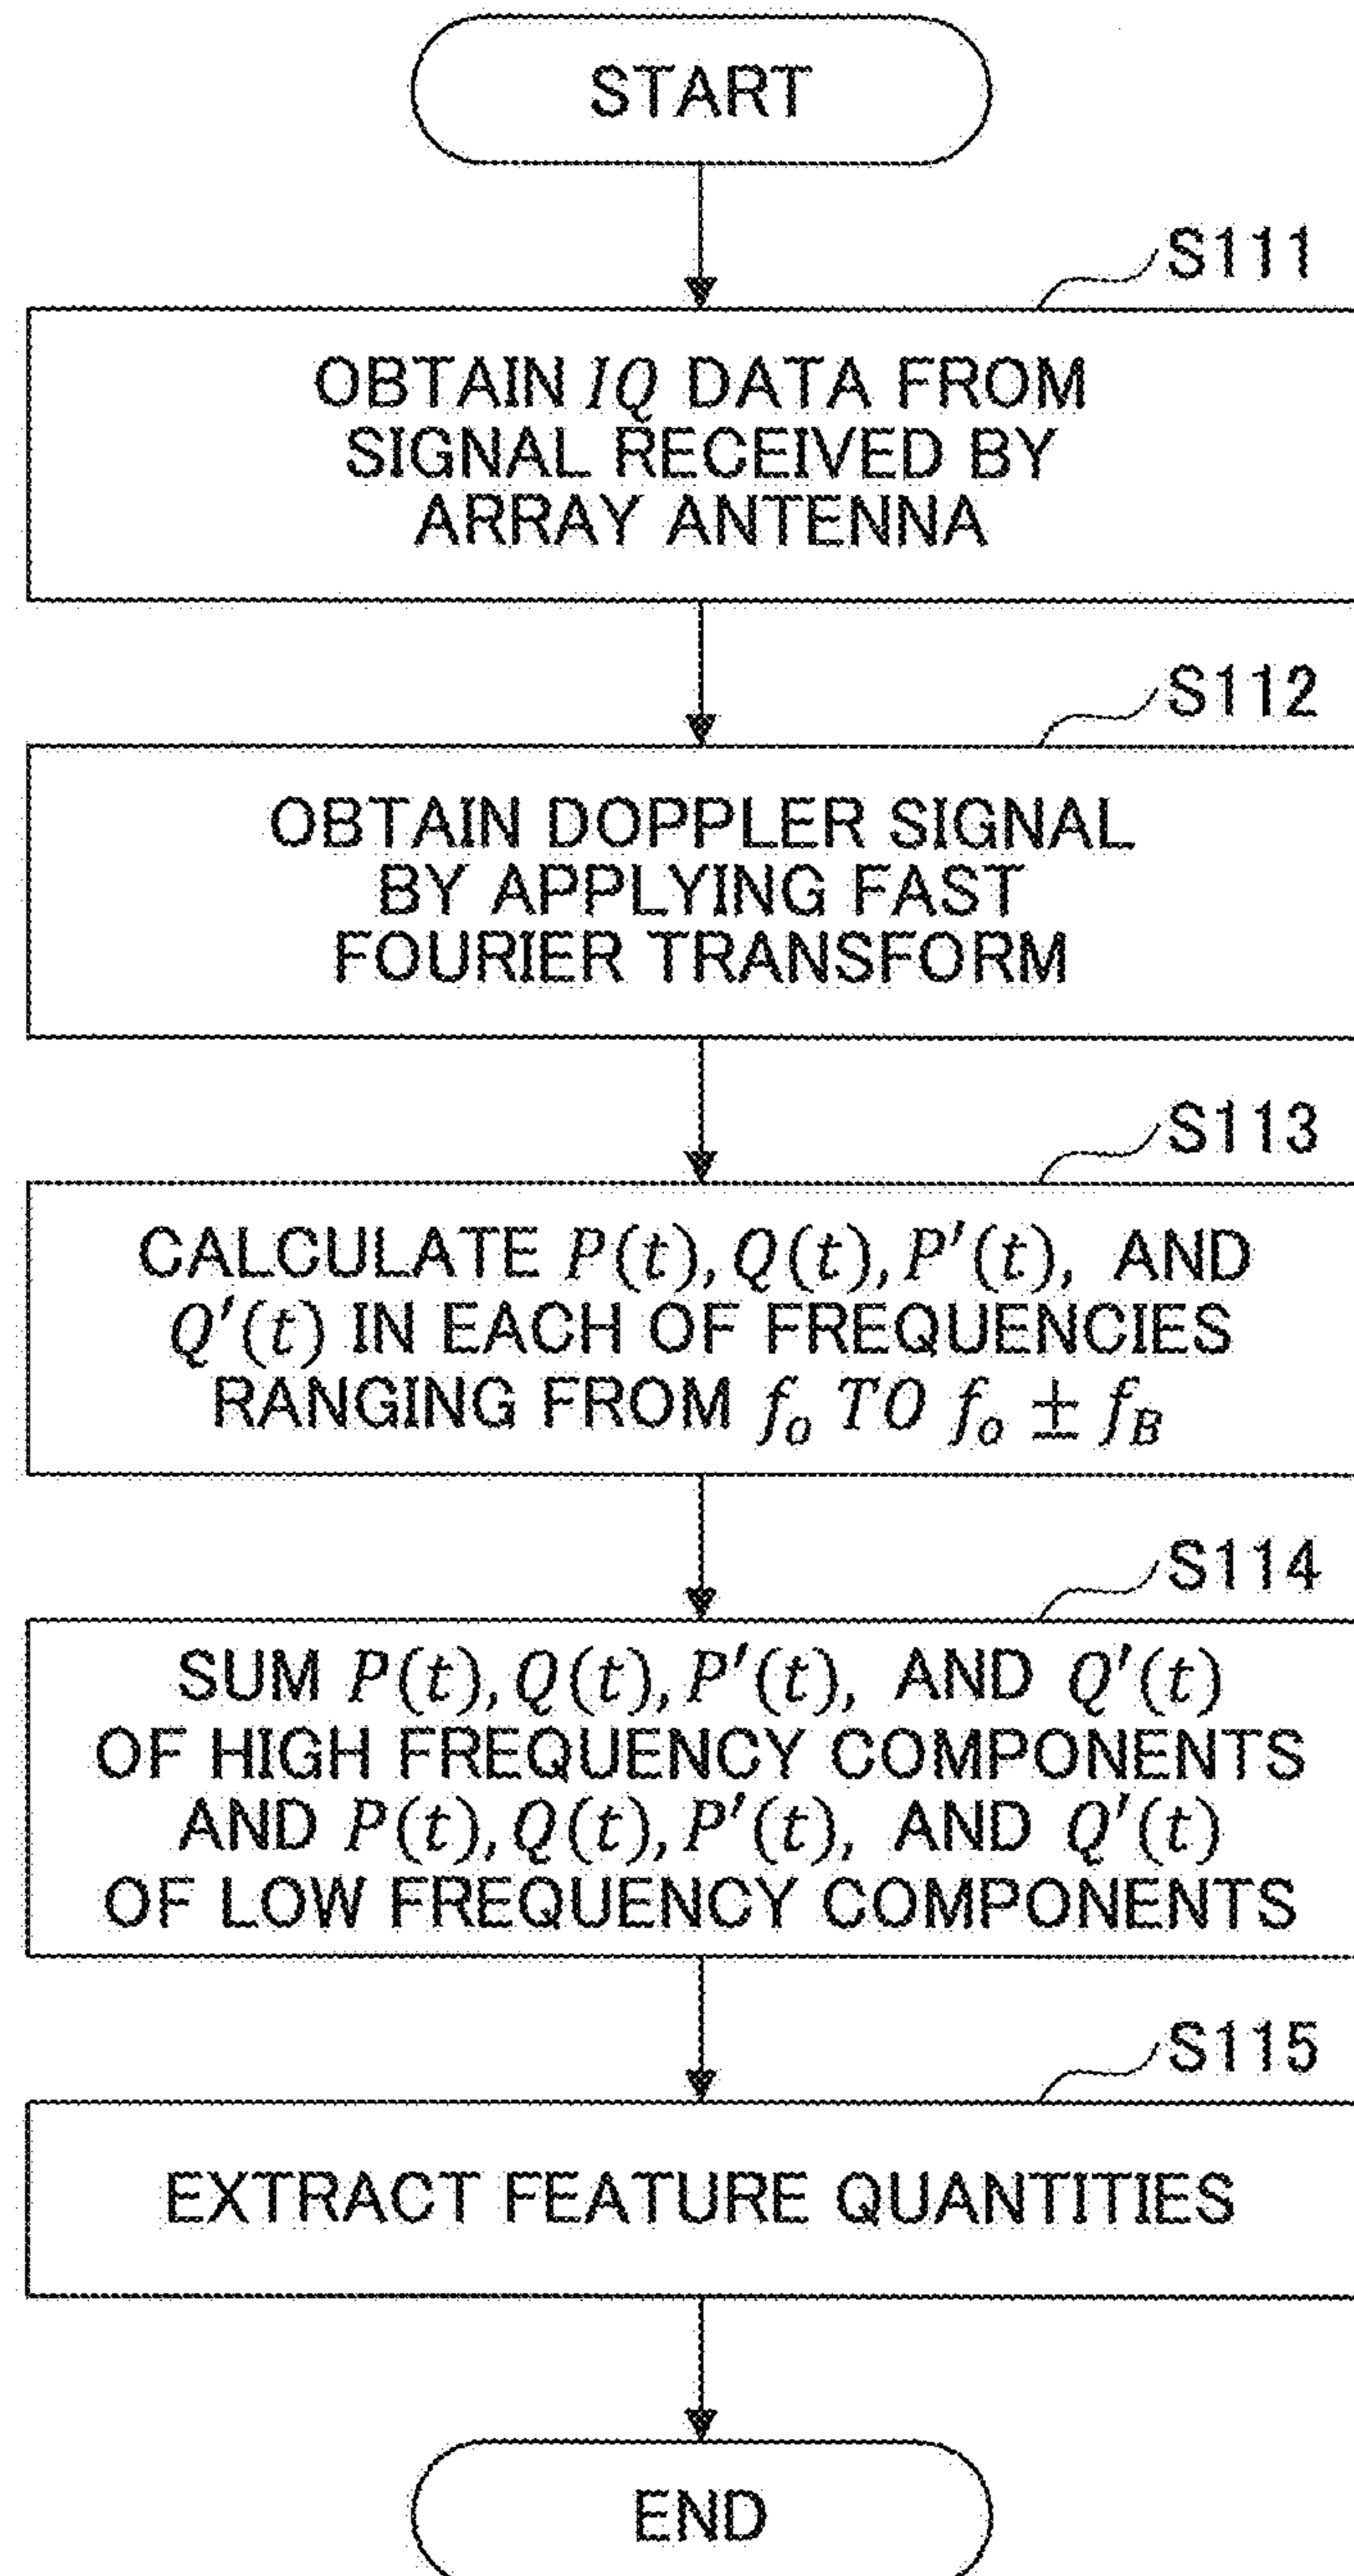 START
S111
OBTAIN IQ DATA FROM
SIGNAL RECEIVED BY
ARRAY ANTENNA
S112
OBTAIN DOPPLER SIGNAL
BY APPLYING FAST
FOURIER TRANSFORM
S113
CALCULATE P(t), Q(t), P′(t), AND
Q′(t) IN EACH OF FREQUENCIES
RANGING FROM fₒ TO fₒ ± f_B
S114
SUM P(t), Q(t), P′(t), AND Q′(t)
OF HIGH FREQUENCY COMPONENTS
AND P(t), Q(t), P′(t), AND Q′(t)
OF LOW FREQUENCY COMPONENTS
S115
EXTRACT FEATURE QUANTITIES
END